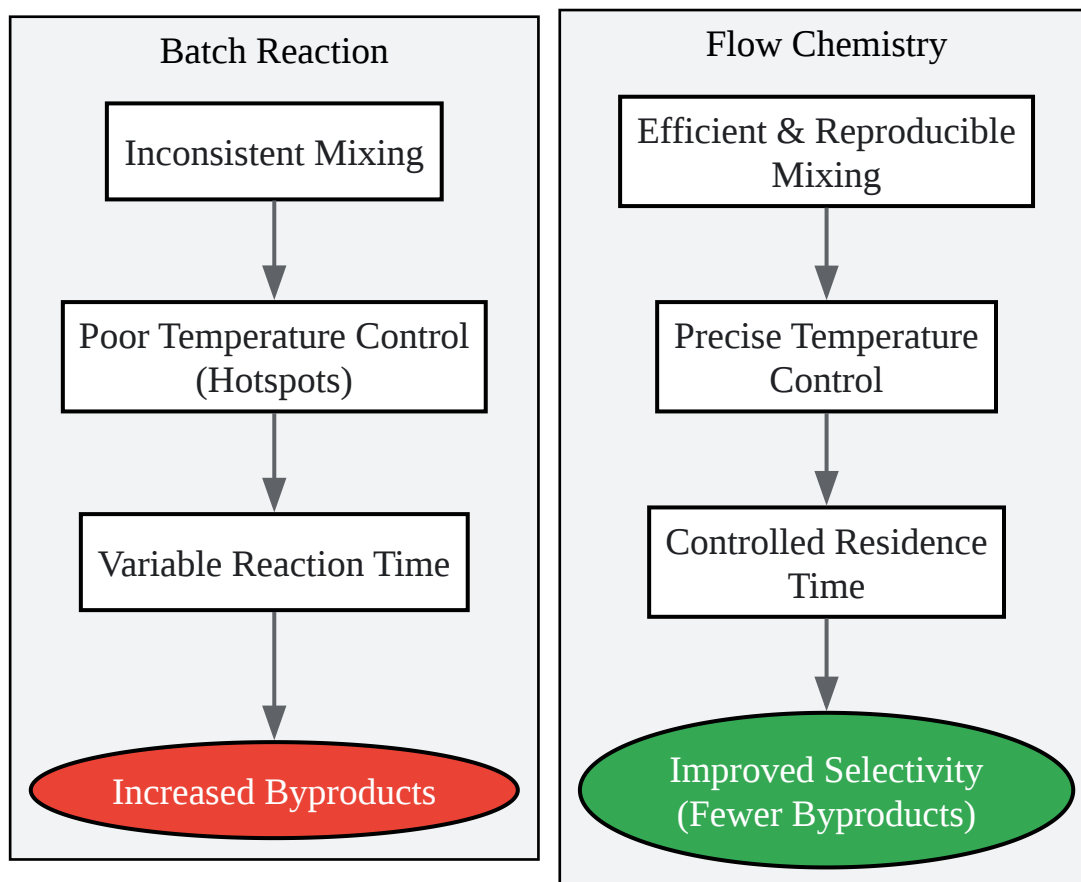 Batch Reaction
Inconsistent Mixing
Poor Temperature Control
(Hotspots)
Variable Reaction Time
Increased Byproducts
Flow Chemistry
Efficient & Reproducible
Mixing
Precise Temperature
Control
Controlled Residence
Time
Improved Selectivity
(Fewer Byproducts)